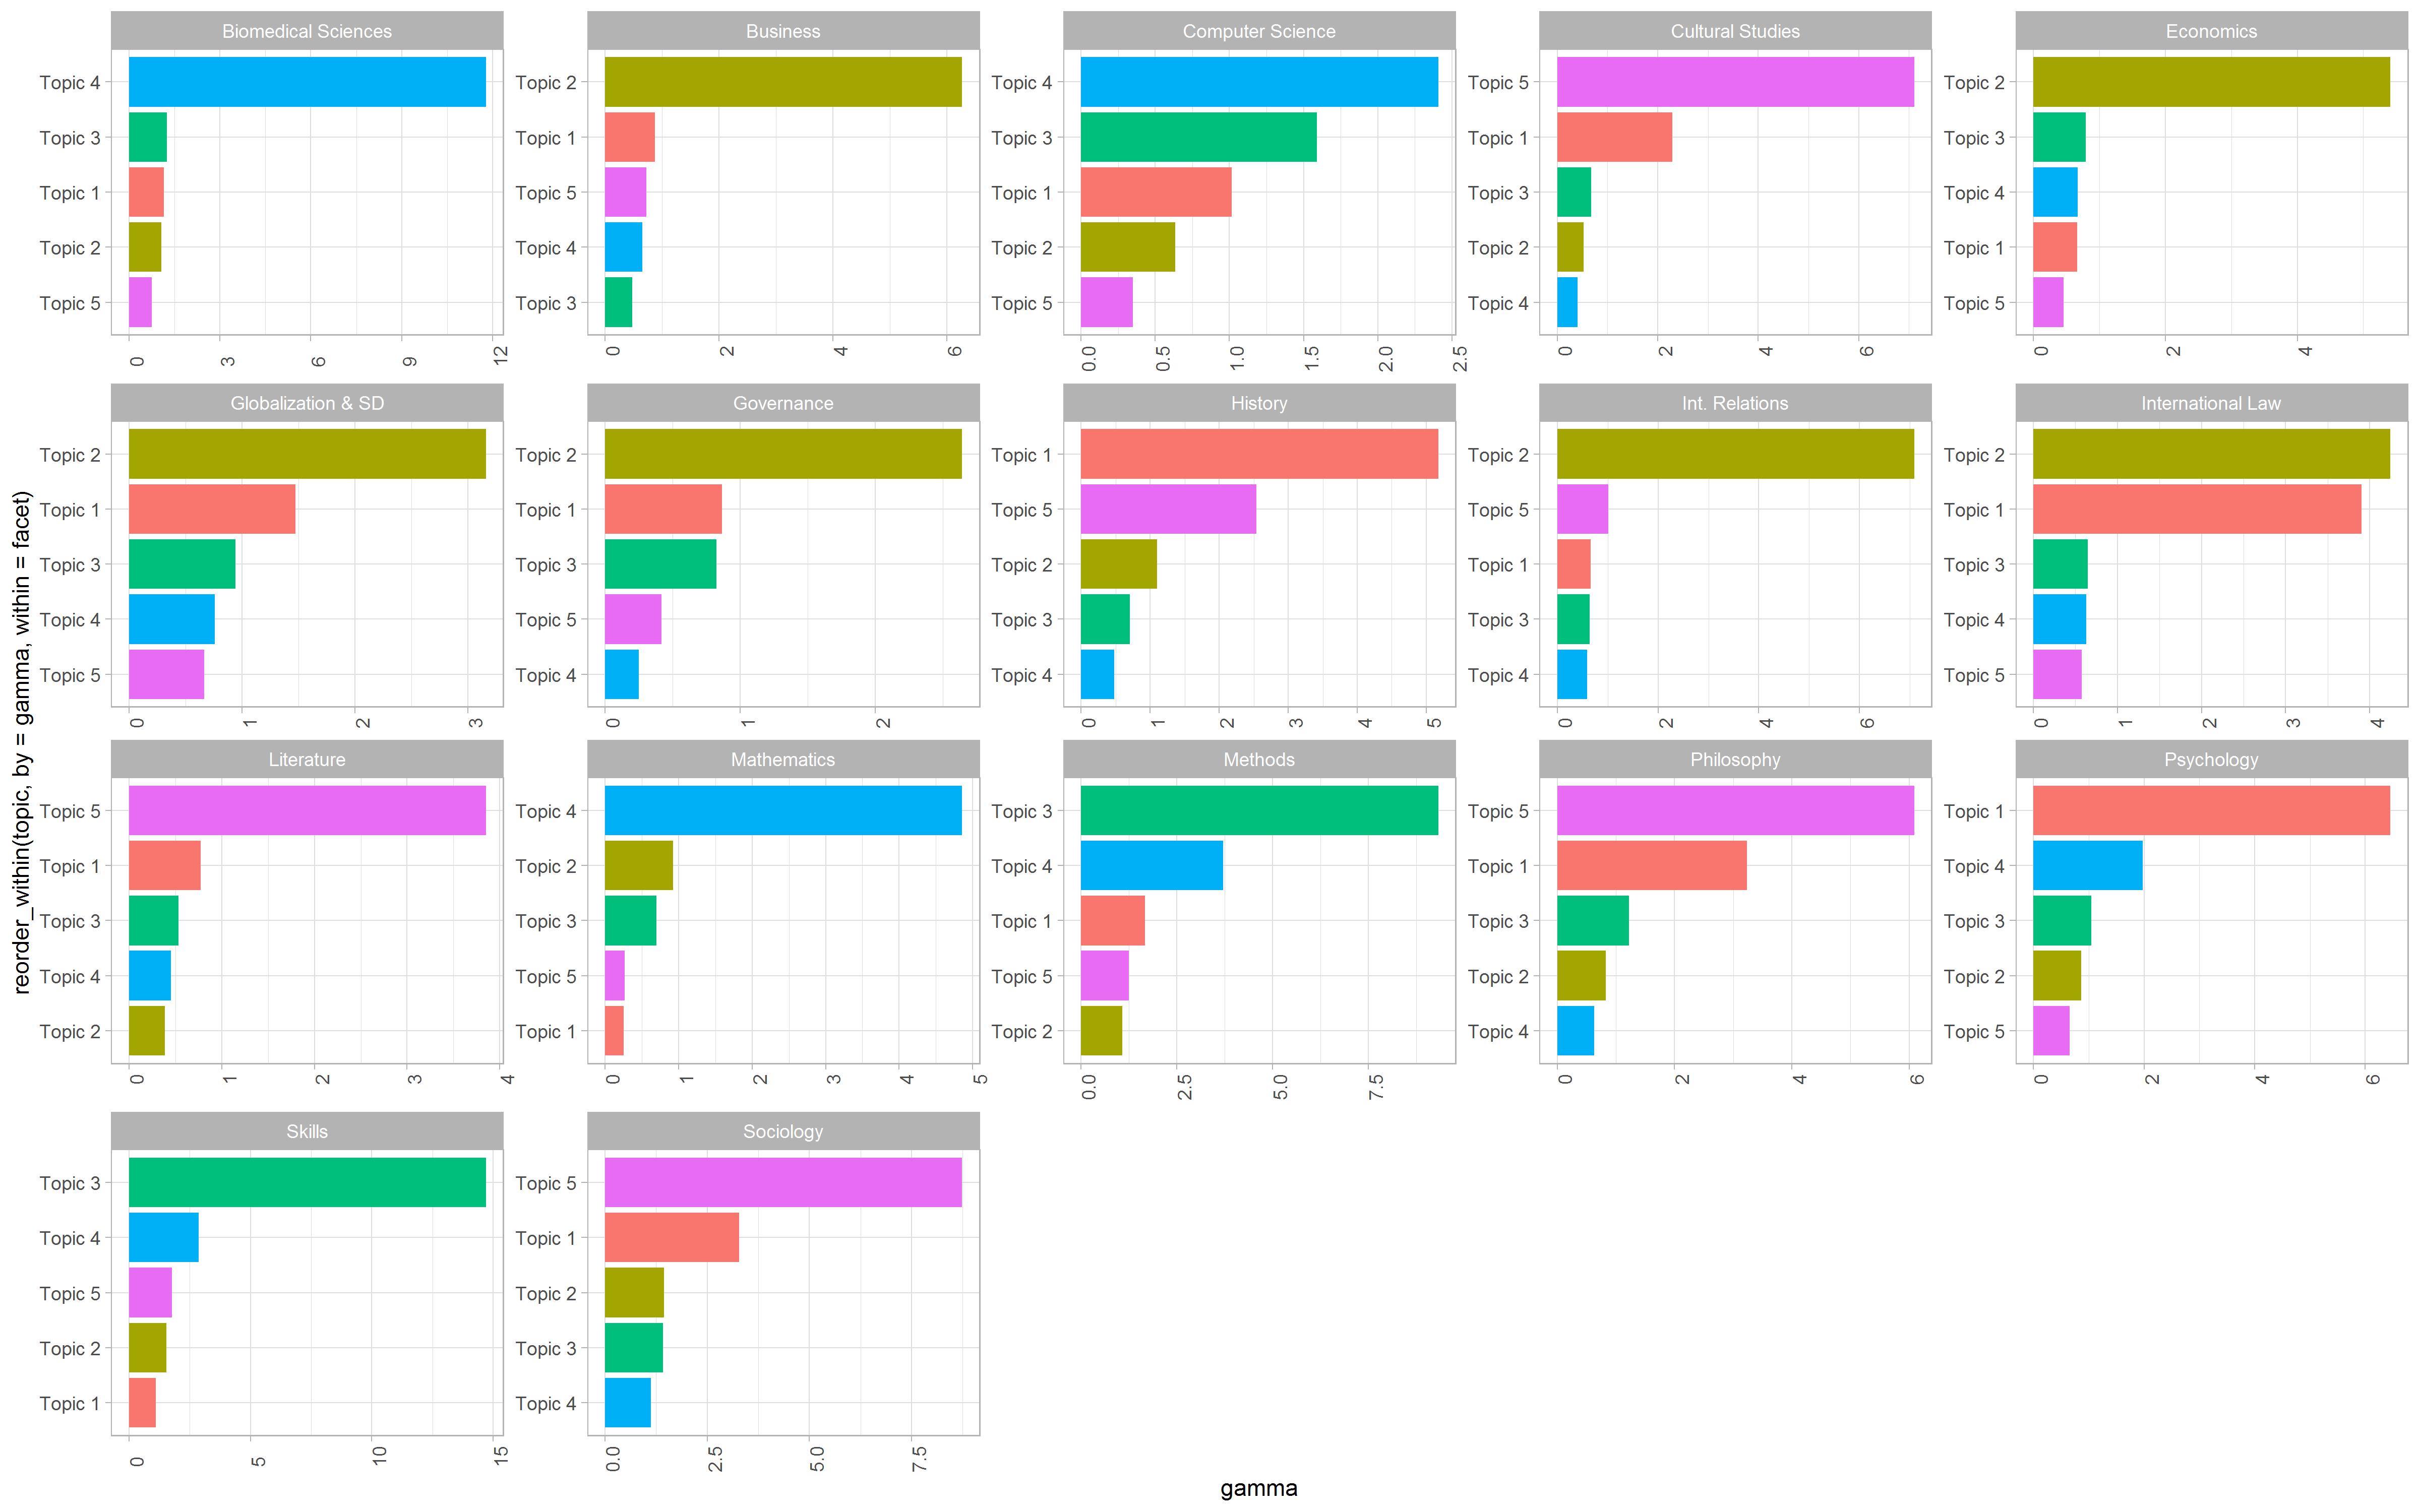 Biomedical Sciences
Topic 4
Topic 3
Topic 1
Topic 2
Topic 5
0 3 6 9 12
Business
Topic 2
Topic 1
Topic 5
Topic 4
Topic 3
0 2 4 6
Computer Science
Topic 4
Topic 3
Topic 1
Topic 2
Topic 5
0.0 0.5 1.0 1.5 2.0 2.5
Cultural Studies
Topic 5
Topic 1
Topic 3
Topic 2
Topic 4
0 2 4 6
Economics
Topic 2
Topic 3
Topic 4
Topic 1
Topic 5
0 2 4
Globalization & SD
Topic 2
Topic 1
Topic 3
Topic 4
Topic 5
0 1 2 3
Governance
Topic 2
Topic 1
Topic 3
Topic 5
Topic 4
0 1 2
History
Topic 1
Topic 5
Topic 2
Topic 3
Topic 4
0 1 2 3 4 5
Int. Relations
Topic 2
Topic 5
Topic 1
Topic 3
Topic 4
0 2 4 6
International Law
Topic 2
Topic 1
Topic 3
Topic 4
Topic 5
0 1 2 3 4
Literature
Topic 5
Topic 1
Topic 3
Topic 4
Topic 2
0 1 2 3 4
Mathematics
Topic 4
Topic 2
Topic 3
Topic 5
Topic 1
0 1 2 3 4 5
Methods
Topic 3
Topic 4
Topic 1
Topic 5
Topic 2
0.0 2.5 5.0 7.5
Philosophy
Topic 5
Topic 1
Topic 3
Topic 2
Topic 4
0 2 4 6
Psychology
Topic 1
Topic 4
Topic 3
Topic 2
Topic 5
0 2 4 6
Skills
Topic 3
Topic 4
Topic 5
Topic 2
Topic 1
0 5 10 15
Sociology
Topic 5
Topic 1
Topic 2
Topic 3
Topic 4
0.0 2.5 5.0 7.5
reorder_within(topic, by = gamma, within = facet)
gamma